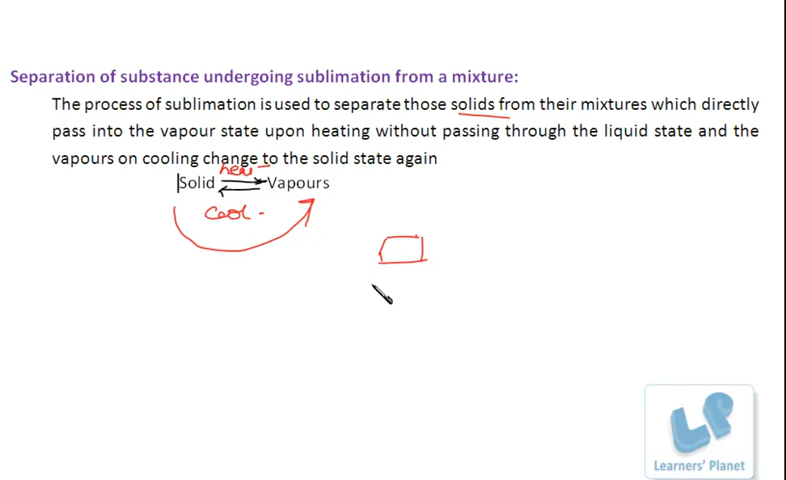 Separation of substance undergoing sublimation from a mixture:
The process of sublimation is used to separate those solids from their mixtures which directly
pass into the vapour state upon heating without passing through the liquid state and the
vapours on cooling change to the solid state again
heat
Solid Vapours
Cool
LP
Learners' Planet